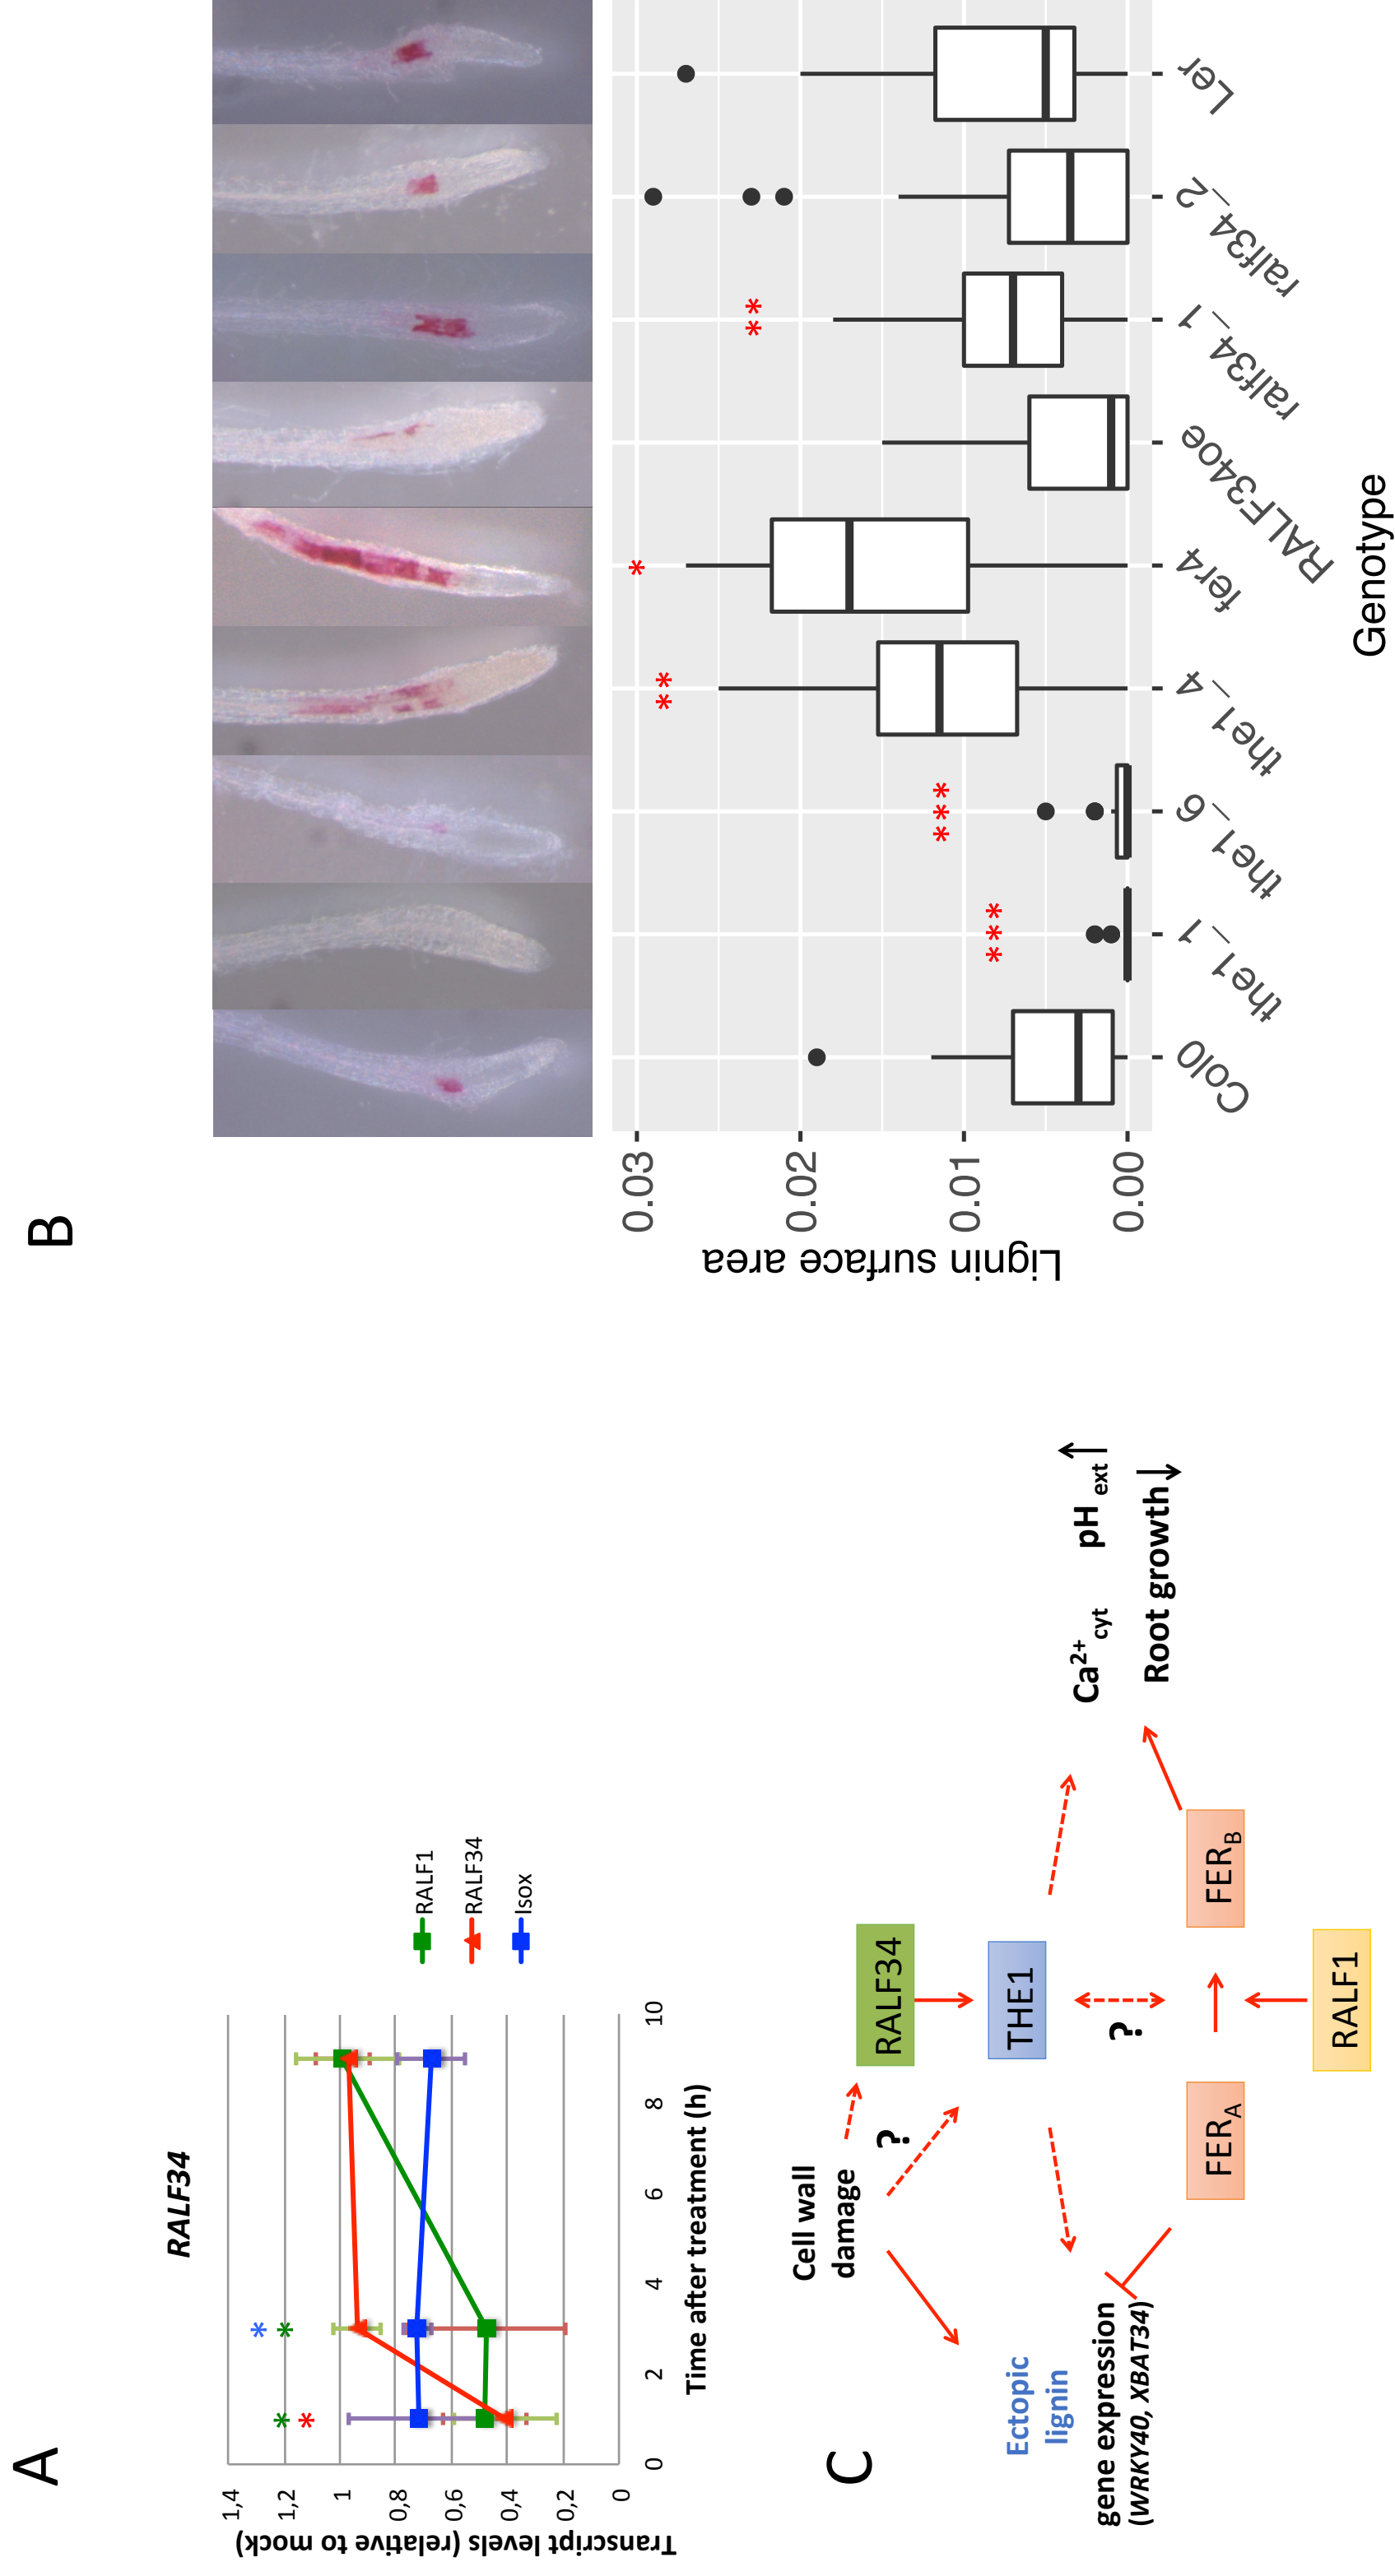 A
RALF34
Transcript levels (relative to mock)
1,4
1,2
1
0,8
0,6
0,4
0,2
0
* *
* *
0 2 4 6 8 10
Time after treatment (h)
RALF1
RALF34
Isox
B
Lignin surface area
0.03
0.02
0.01
0.00
***
***
**
*
**
Col0
the1_1
the1_6
the1_4
fer4
RALF34oe
ralf34_1
ralf34_2
Ler
Genotype
C
Cell wall
damage
?
RALF34
THE1
?
Ectopic
lignin
gene expression
(WRKY40, XBAT34)
FER A
FER B
RALF1
Ca2+ cyt
pH ext
Root growth